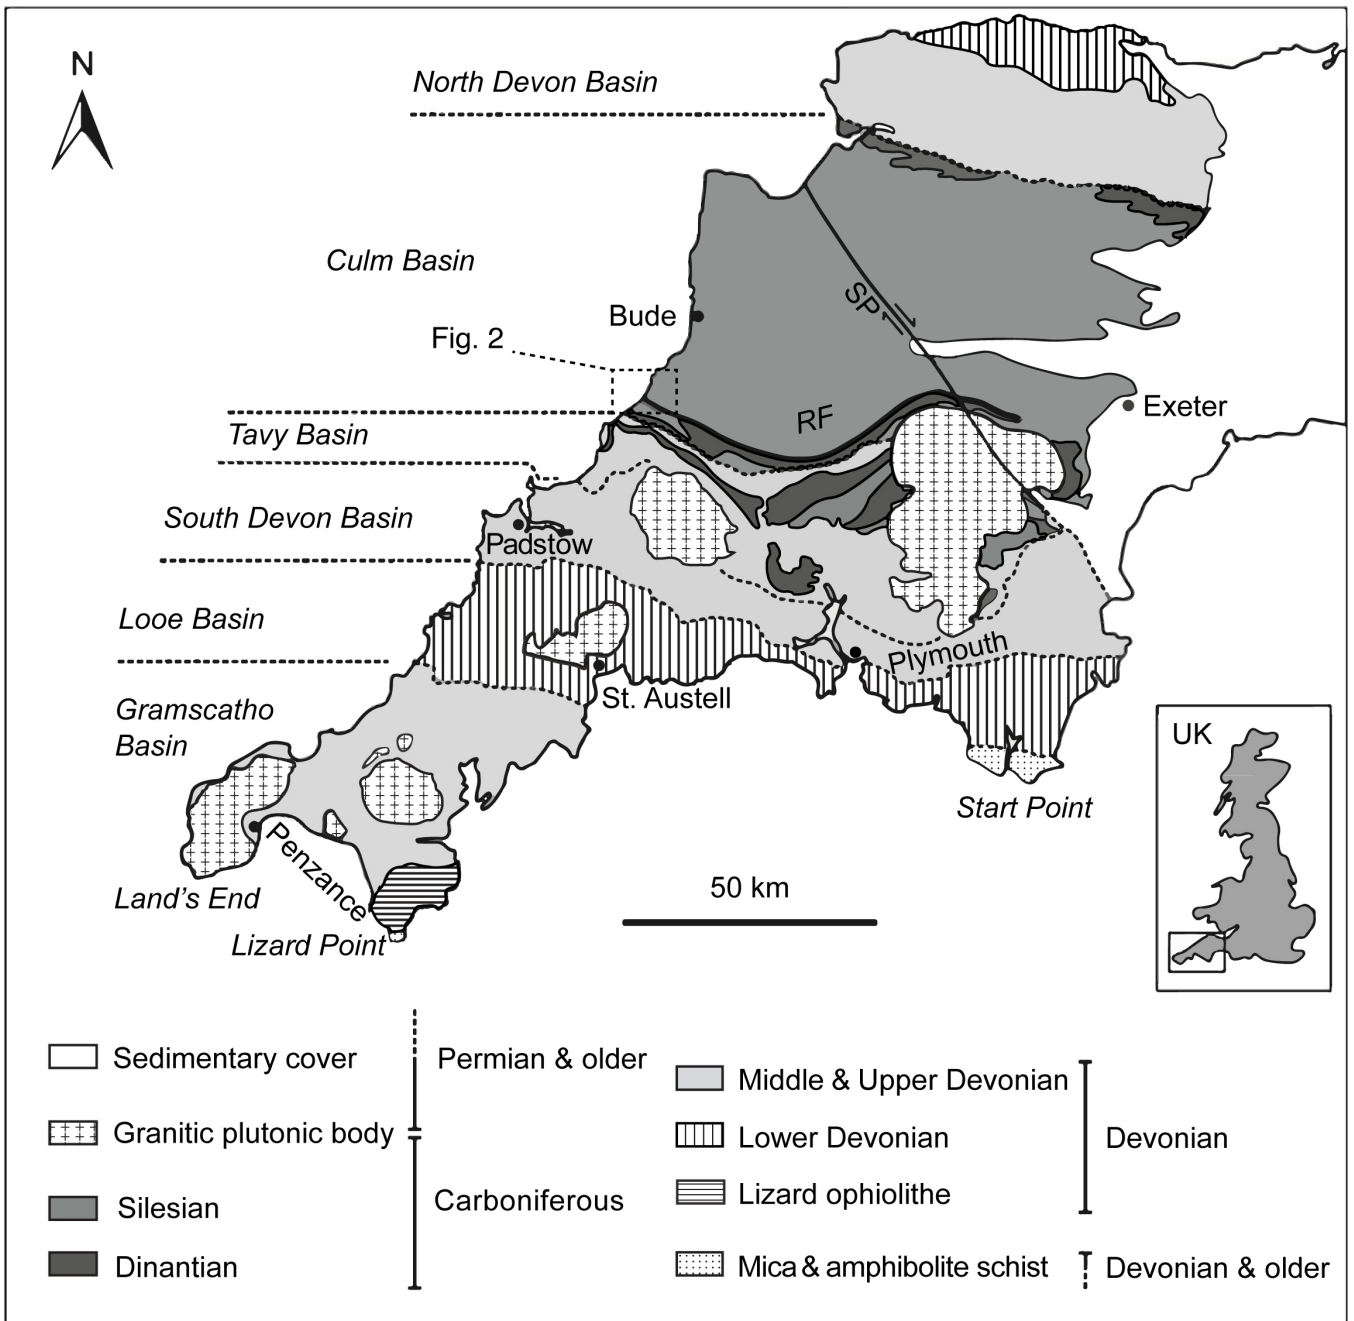 N
North Devon Basin
Culm Basin
SP
Bude
Fig. 2
RF
Exeter
Tavy Basin
South Devon Basin
Padstow
Looe Basin
Plymouth
St. Austell
Gramscatho
Basin
UK
Start Point
Penzance
Land's End
50 km
Lizard Point
Sedimentary cover
Permian & older
Granitic plutonic body
Silesian
Carboniferous
Dinantian
Middle & Upper Devonian
Lower Devonian
Devonian
Lizard ophiolithe
Mica & amphibolite schist
Devonian & older